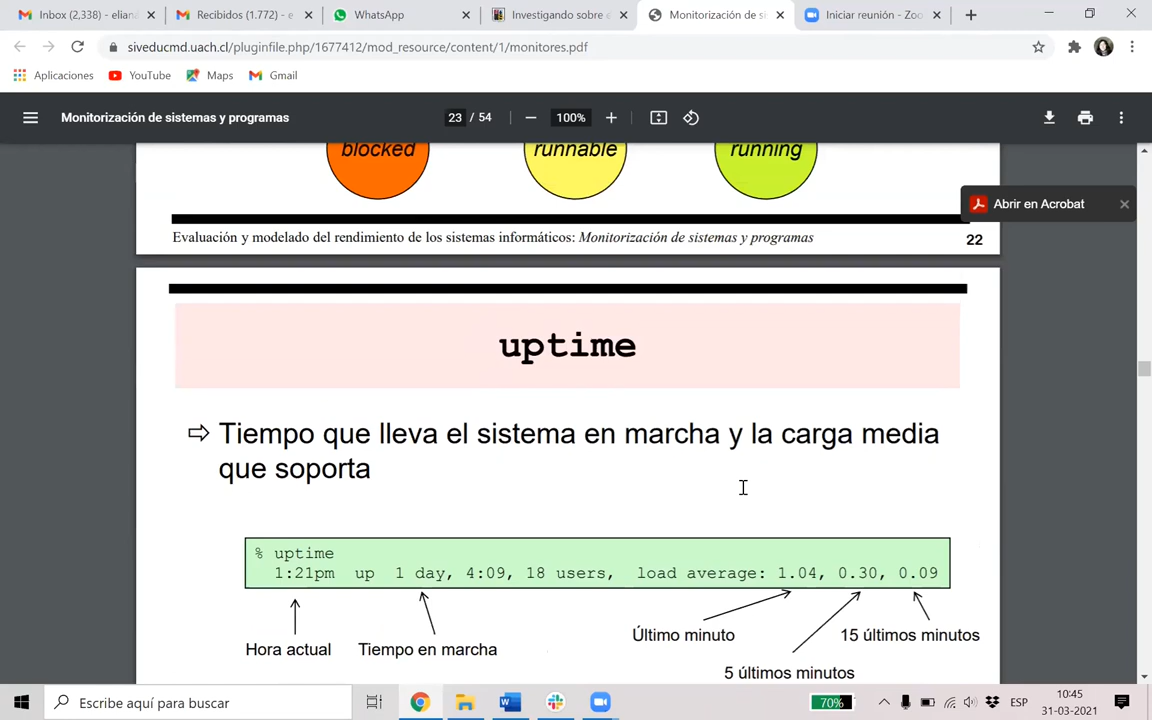 Inbox (2,338) - elian
Recibidos (1.772) - e
WhatsApp
Investigando sobre
Monitorización de si
Iniciar reunión - Zoo
siveducmd.uach.cl/pluginfile.php/1677412/mod_resource/content/1/monitores.pdf
Aplicaciones
YouTube
Maps
Gmail
Monitorización de sistemas y programas
23 / 54
100%
blocked
runnable
running
Abrir en Acrobat
Evaluación y modelado del rendimiento de los sistemas informáticos: Monitorización de sistemas y programas
22
uptime
Tiempo que lleva el sistema en marcha y la carga media
que soporta
% uptime
1:21pm up 1 day, 4:09, 18 users, load average: 1.04, 0.30, 0.09
Último minuto
15 últimos minutos
Hora actual
Tiempo en marcha
5 últimos minutos
Escribe aquí para buscar
70%
ESP
10:45
31-03-2021